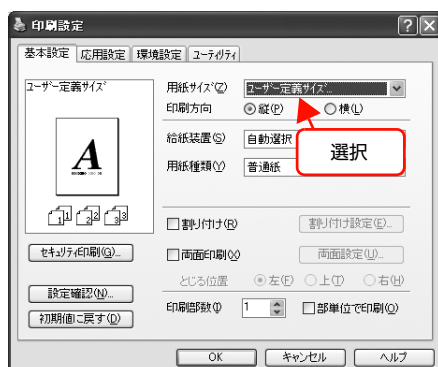 印刷設定
基本設定 応用設定 環境設定 ユーティリティ
ユーザー定義サイズ
用紙サイズ(Z) ユーザー定義サイズ...
印刷方向 縦(P) 横(L)
給紙装置(S) 自動選択
選択
用紙種類(Y) 普通紙
A
1 1 2 2 3 3
割り付け(R) 割り付け設定(E)...
セキュリティ印刷(G)... 両面印刷(X) 両面設定(U)...
とじる位置 左(F) 上(T) 右(H)
設定確認(N)...
印刷部数(I) 1 部単位で印刷(O)
初期値に戻す(D)
OK キャンセル ヘルプ